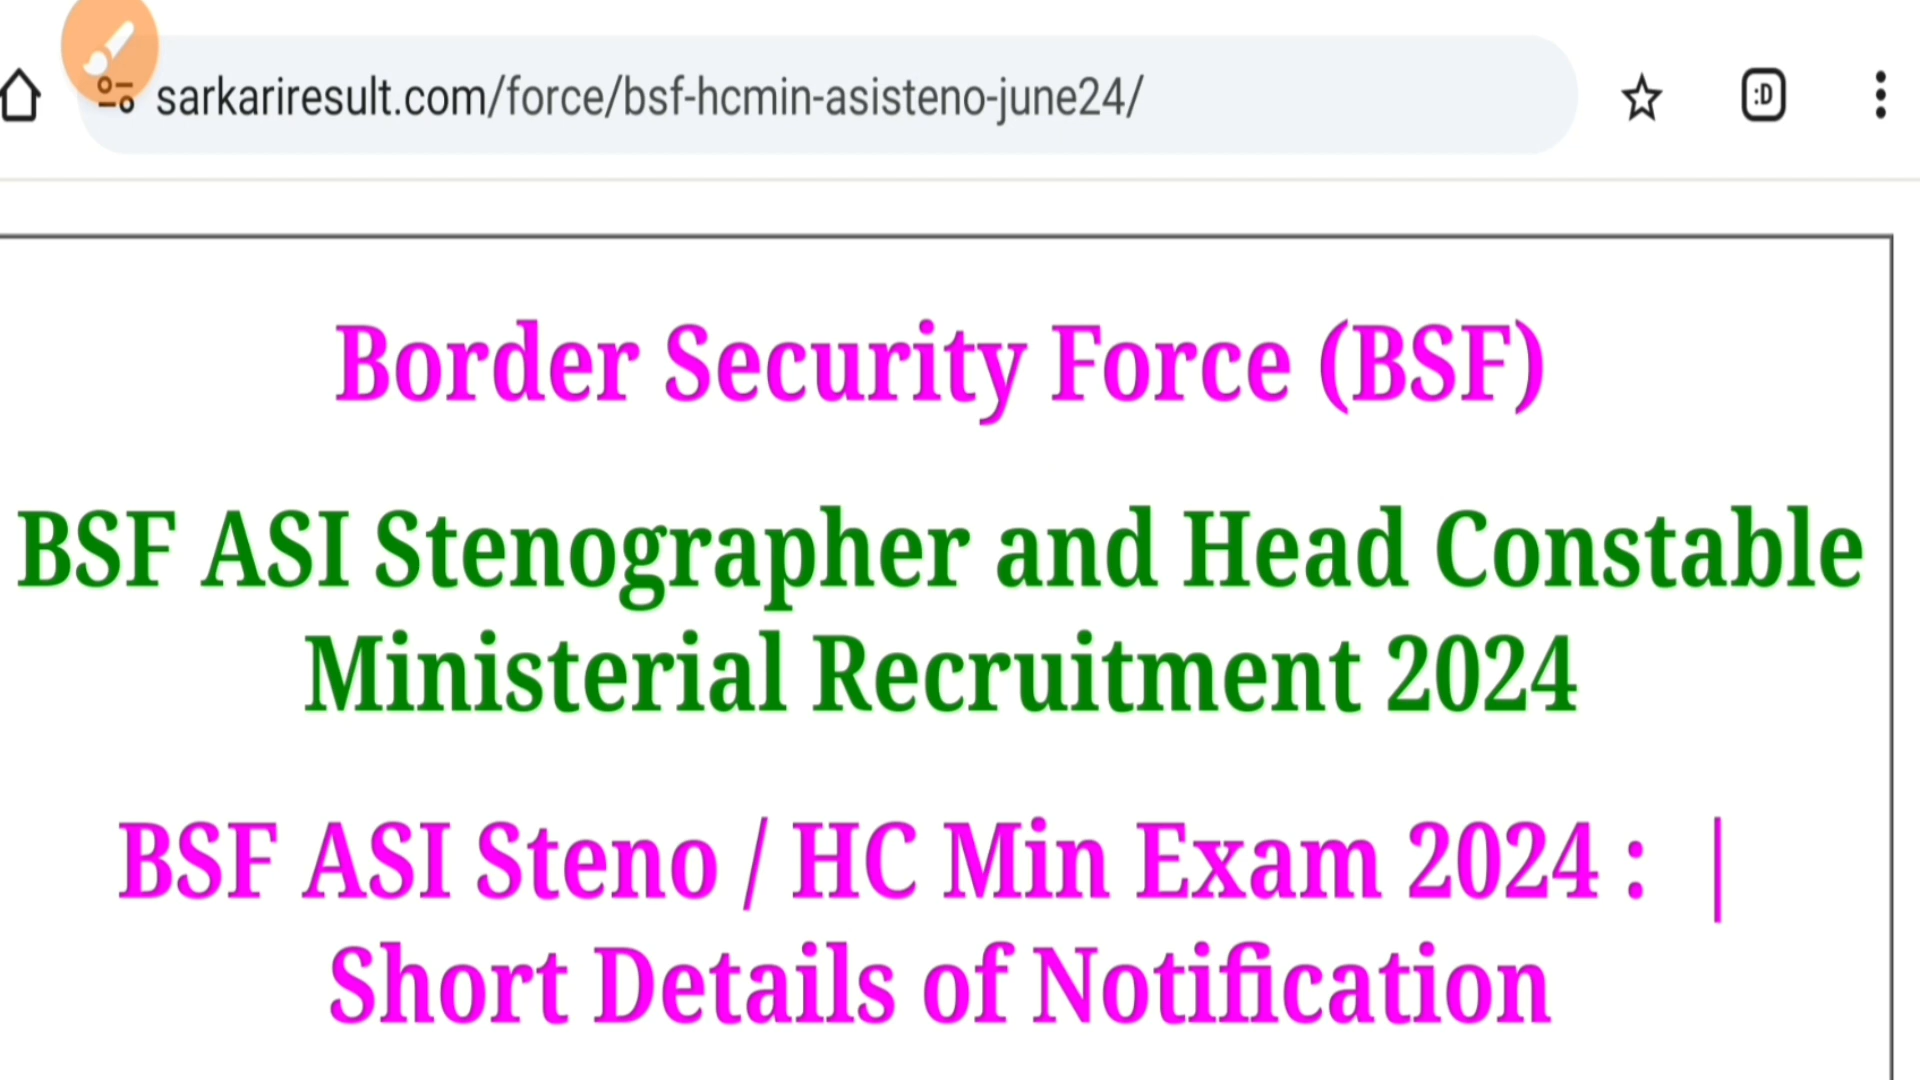 sarkariresult.com/force/bsf-hcmin-asisteno-june24/
:D
Border Security Force (BSF)
BSF ASI Stenographer and Head Constable
Ministerial Recruitment 2024
BSF ASI Steno / HC Min Exam 2024 : |
Short Details of Notification